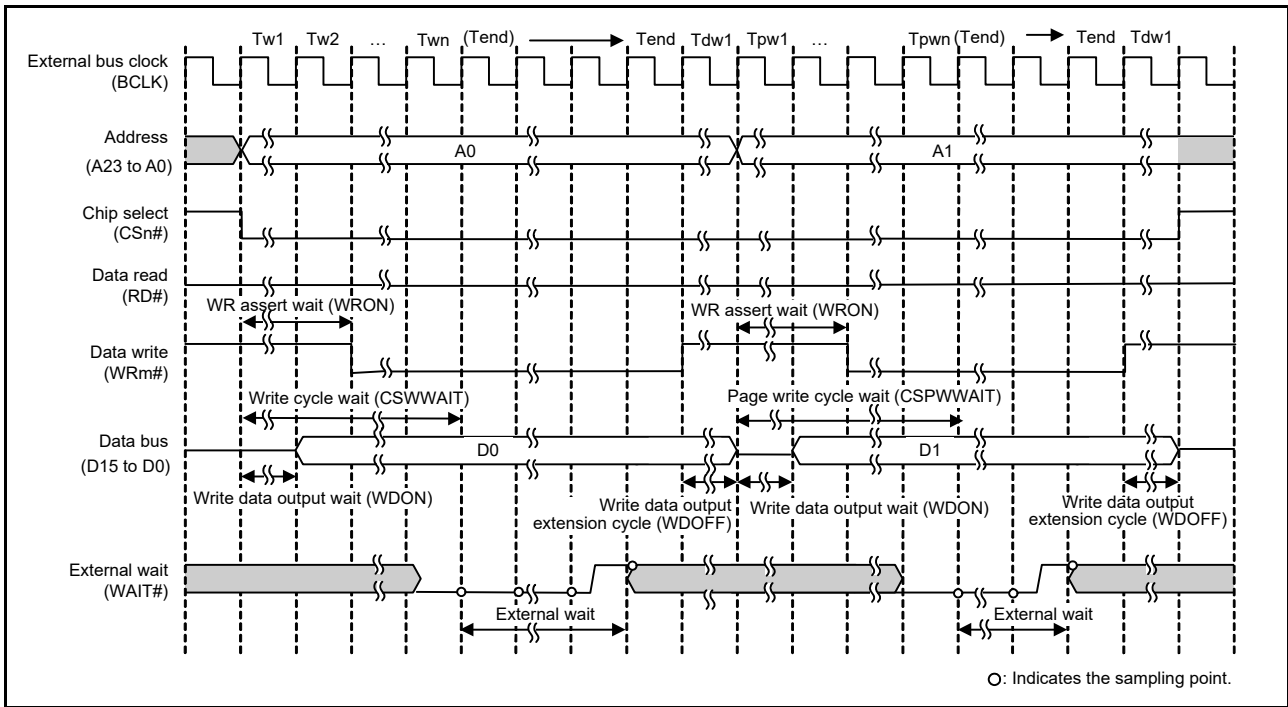 Tw1 Tw2 … Twn (Tend) Tend Tdw1 Tpw1 … Tpwn (Tend) Tend Tdw1
External bus clock
(BCLK)
Address
(A23 to A0)
A0 A1
Chip select
(CSn#)
Data read
(RD#)
WR assert wait (WRON) WR assert wait (WRON)
Data write
(WRm#)
Write cycle wait (CSWWAIT) Page write cycle wait (CSPWWAIT)
Data bus
(D15 to D0)
D0 D1
Write data output wait (WDON)
Write data output
extension cycle (WDOFF)
Write data output wait (WDON)
Write data output
extension cycle (WDOFF)
External wait
(WAIT#)
External wait External wait
: Indicates the sampling point.